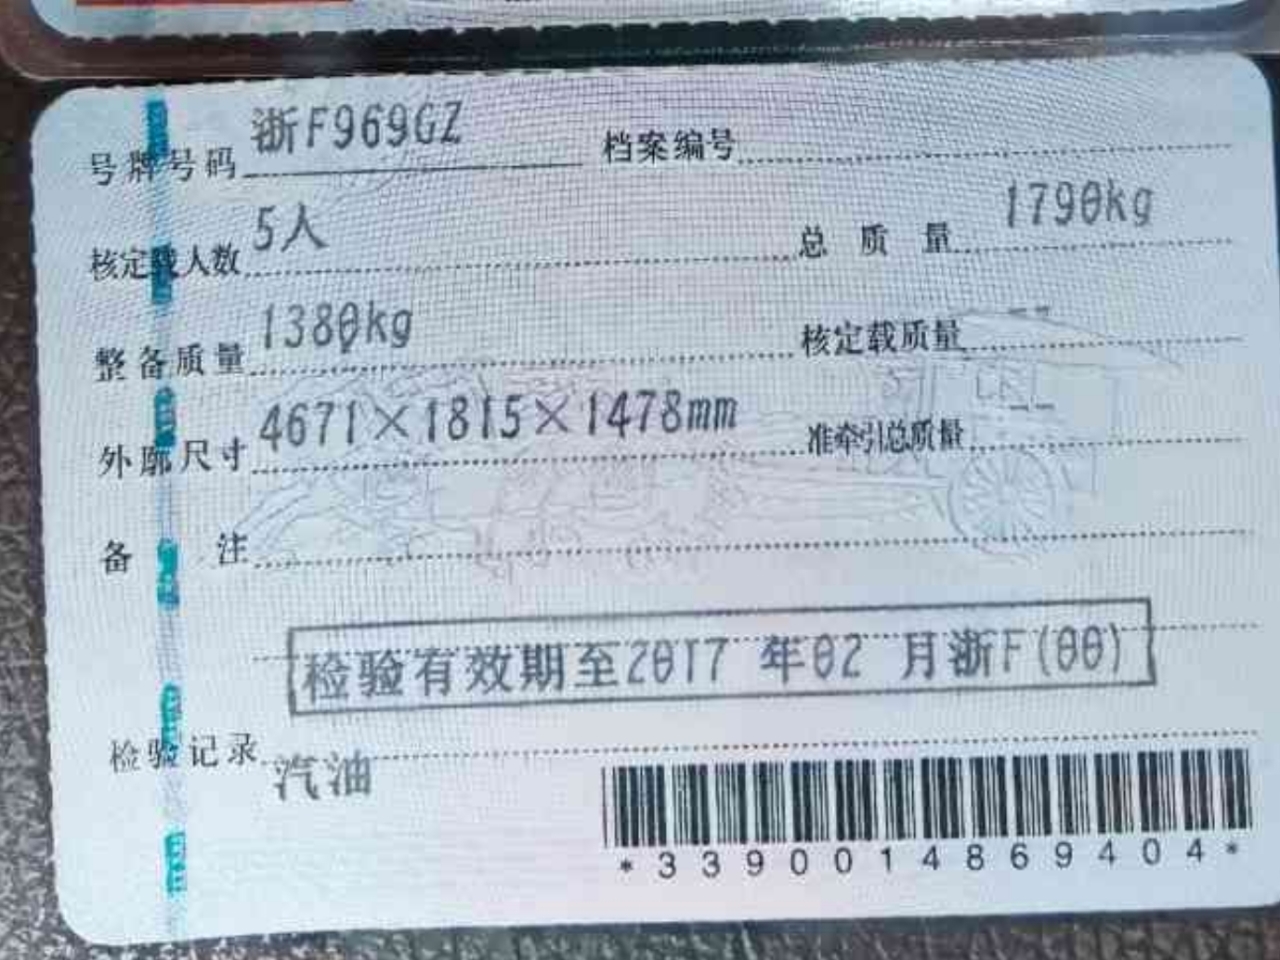 号牌号码 浙F969GZ 档案编号
核定载人数 5人 总质量 1790kg
整备质量 1380kg 核定载质量 --
外廓尺寸 4671×1815×1478mm 准牵引总质量 --
备注
检验有效期至2017 年02 月浙F(00)
检验记录
汽油
*3390014869404*